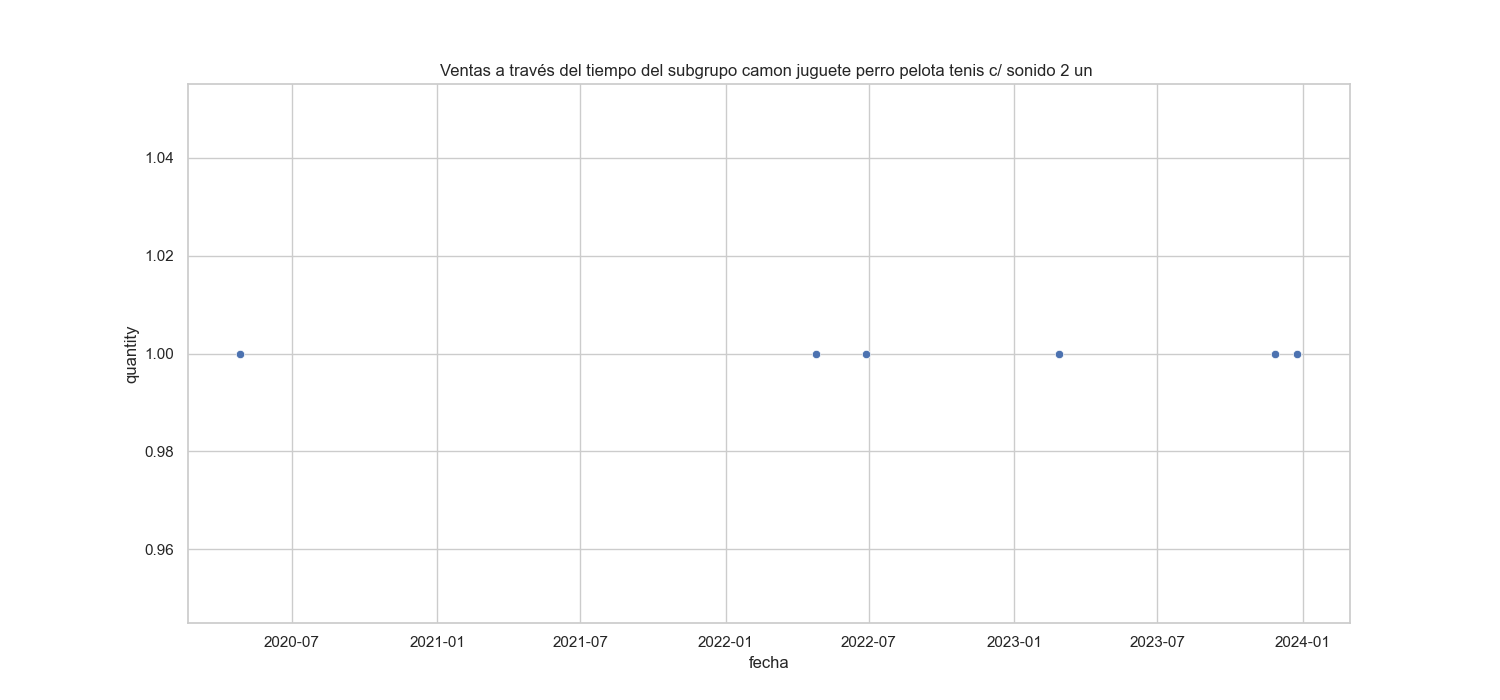 Ventas a través del tiempo del subgrupo camon juguete perro pelota tenis c/ sonido 2 un
1.04
1.02
1.00
0.98
0.96
quantity
2020-07 2021-01 2021-07 2022-01 2022-07 2023-01 2023-07 2024-01
fecha